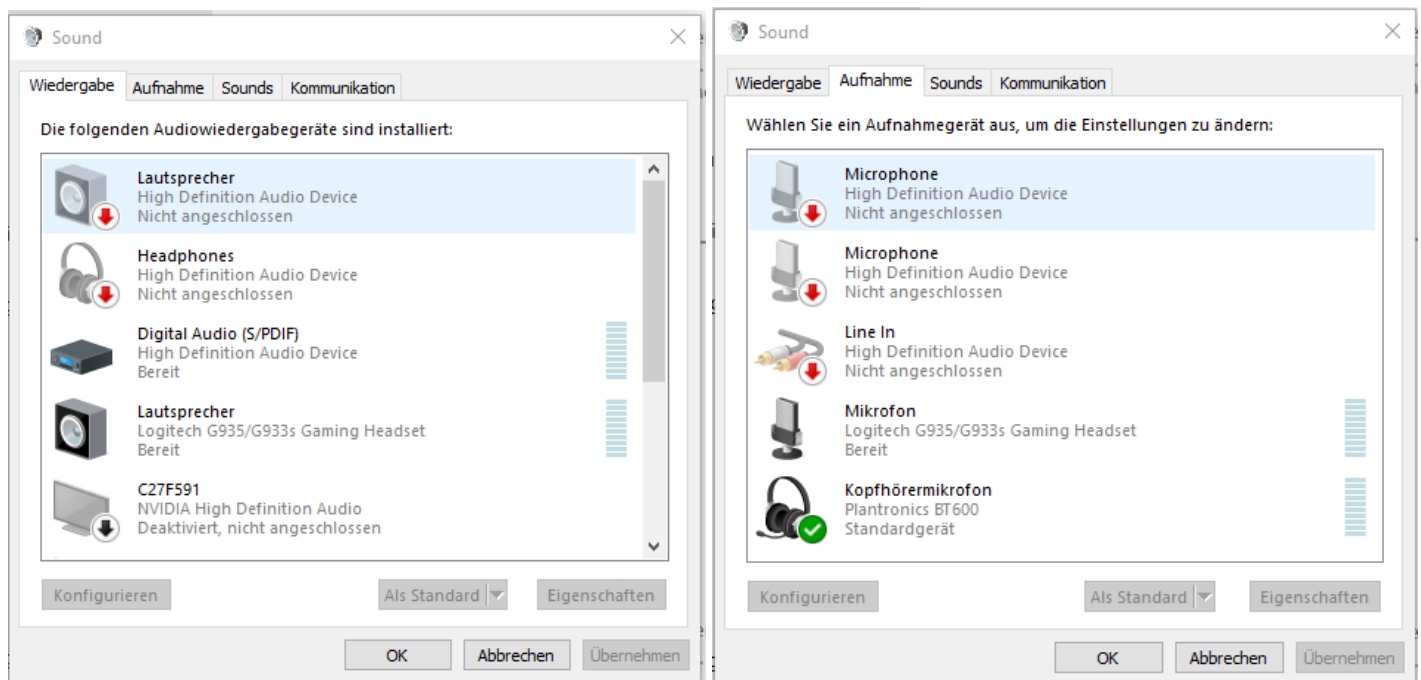 Sound
Wiedergabe Aufnahme Sounds Kommunikation
Die folgenden Audiowiedergabegeräte sind installiert:
Lautsprecher
High Definition Audio Device
Nicht angeschlossen
Headphones
High Definition Audio Device
Nicht angeschlossen
Digital Audio (S/PDIF)
High Definition Audio Device
Bereit
Lautsprecher
Logitech G935/G933s Gaming Headset
Bereit
C27F591
NVIDIA High Definition Audio
Deaktiviert, nicht angeschlossen
Konfigurieren Als Standard Eigenschaften
OK Abbrechen Übernehmen
Sound
Wiedergabe Aufnahme Sounds Kommunikation
Wählen Sie ein Aufnahmegerät aus, um die Einstellungen zu ändern:
Microphone
High Definition Audio Device
Nicht angeschlossen
Microphone
High Definition Audio Device
Nicht angeschlossen
Line In
High Definition Audio Device
Nicht angeschlossen
Mikrofon
Logitech G935/G933s Gaming Headset
Bereit
Kopfhörermikrofon
Plantronics BT600
Standardgerät
Konfigurieren Als Standard Eigenschaften
OK Abbrechen Übernehmen